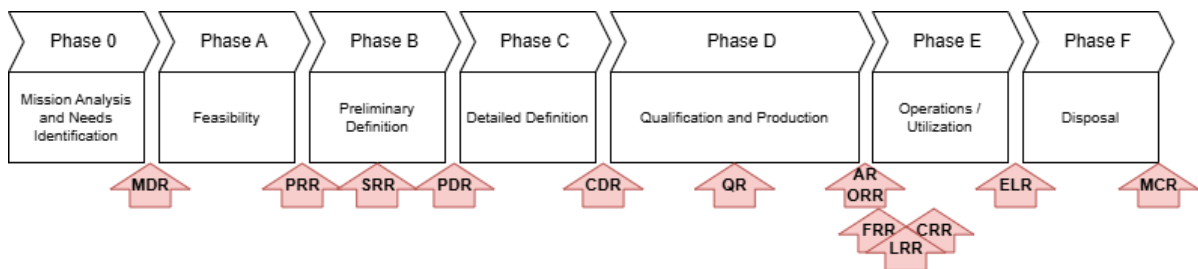 Phase 0
Phase A
Phase B
Phase C
Phase D
Phase E
Phase F
Mission Analysis
and Needs
Identification
Feasibility
Preliminary
Definition
Detailed Definition
Qualification and Production
Operations /
Utilization
Disposal
MDR
PRR
SRR
PDR
CDR
QR
AR
ORR
ELR
MCR
FRR
CRR
LRR